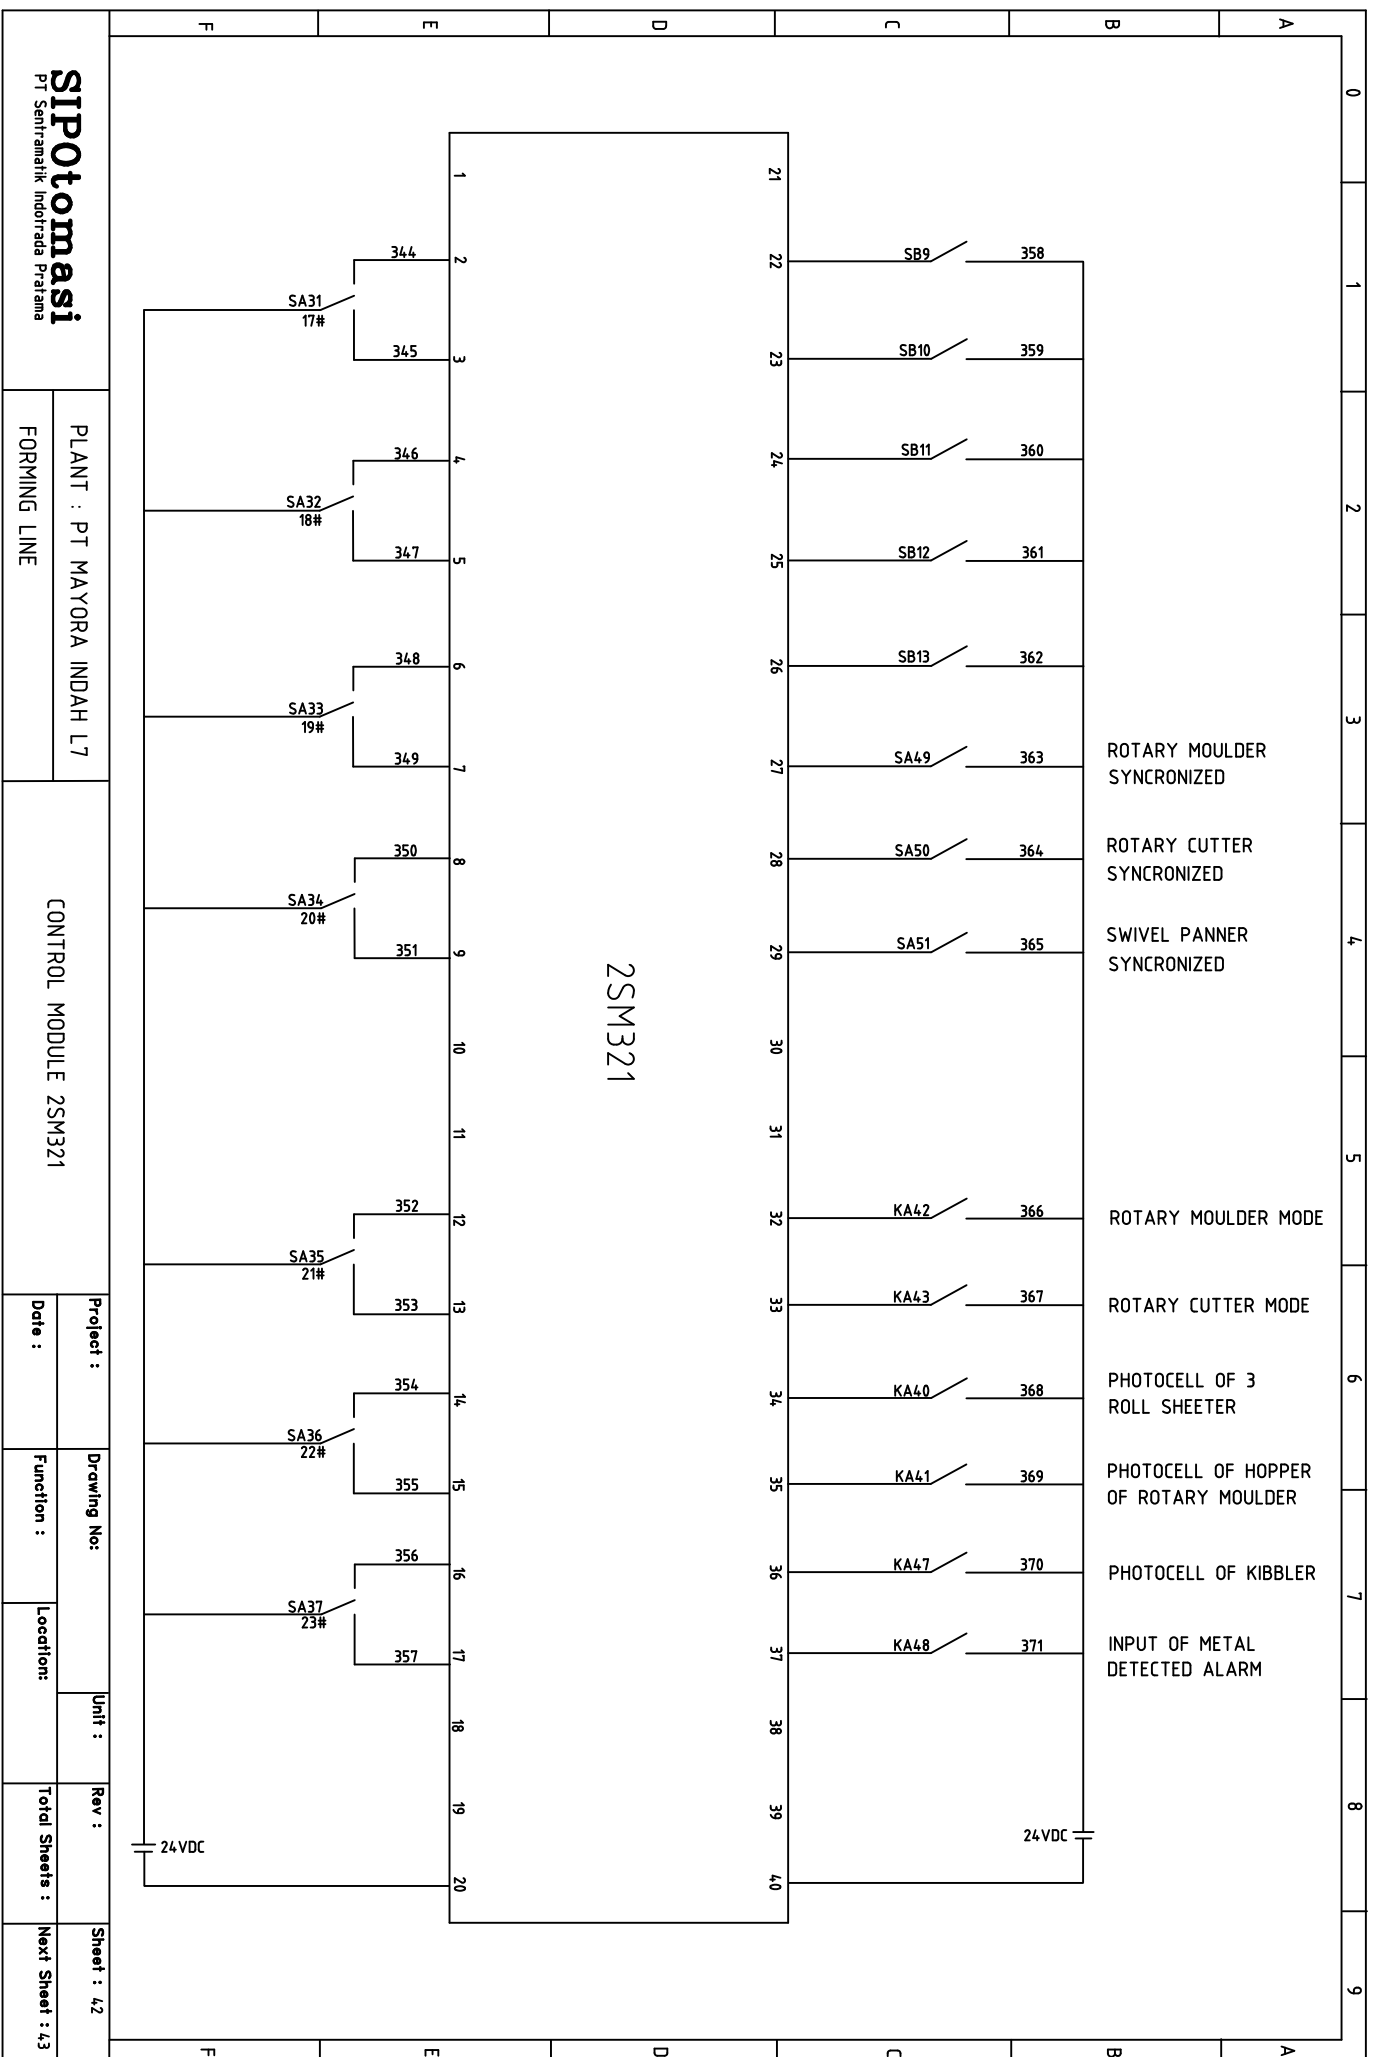 F
E
D
C
B
A
0
1
2
3
4
5
6
7
8
9
SIPOtomasi
PT Sentramatik Indotrada Pratama
PLANT : PT MAYORA INDAH L7
FORMING LINE
CONTROL MODULE 2SM321
Project :
Date :
Drawing No:
Function :
Location:
Unit :
Rev :
Total Sheets :
Sheet : 42
Next Sheet : 43
2SM321
1
2
3
4
5
6
7
8
9
10
11
12
13
14
15
16
17
18
19
20
344
SA31
17#
345
346
SA32
18#
347
348
SA33
19#
349
350
SA34
20#
351
352
SA35
21#
353
354
SA36
22#
355
356
SA37
23#
357
24VDC
21
22
23
24
25
26
27
28
29
30
31
32
33
34
35
36
37
38
39
40
SB9 358
SB10 359
SB11 360
SB12 361
SB13 362
SA49 363
ROTARY MOULDER
SYNCRONIZED
SA50 364
ROTARY CUTTER
SYNCRONIZED
SA51 365
SWIVEL PANNER
SYNCRONIZED
KA42 366 ROTARY MOULDER MODE
KA43 367 ROTARY CUTTER MODE
KA40 368
PHOTOCELL OF 3
ROLL SHEETER
KA41 369
PHOTOCELL OF HOPPER
OF ROTARY MOULDER
KA47 370 PHOTOCELL OF KIBBLER
KA48 371
INPUT OF METAL
DETECTED ALARM
24VDC
F
E
D
C
B
A